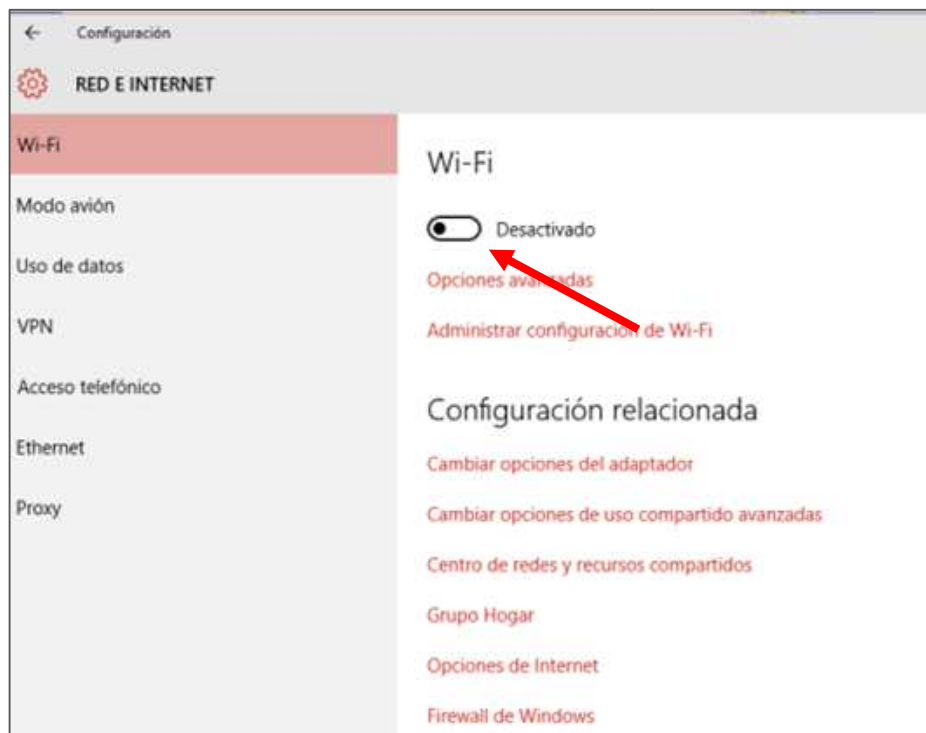 Configuración
RED E INTERNET
Wi-Fi
Modo avión
Uso de datos
VPN
Acceso telefónico
Ethernet
Proxy
Wi-Fi
Desactivado
Opciones avanzadas
Administrar configuración de Wi-Fi
Configuración relacionada
Cambiar opciones del adaptador
Cambiar opciones de uso compartido avanzadas
Centro de redes y recursos compartidos
Grupo Hogar
Opciones de Internet
Firewall de Windows